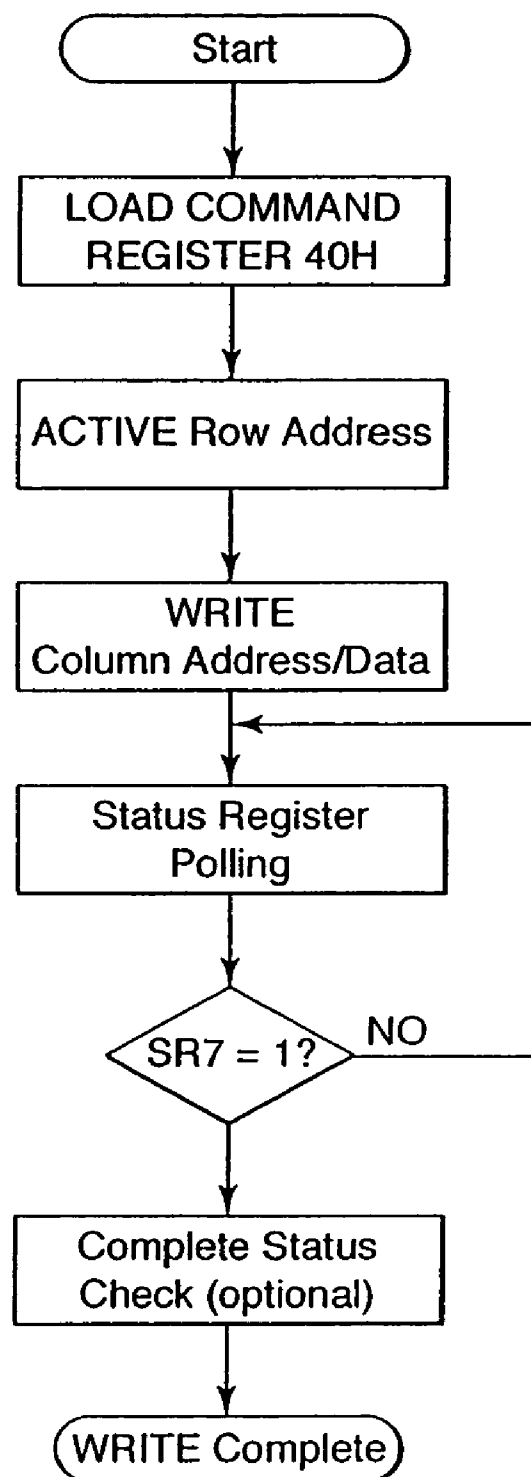 Start
LOAD COMMAND
REGISTER 40H
ACTIVE Row Address
WRITE
Column Address/Data
Status Register
Polling
SR7 = 1?
NO
Complete Status
Check (optional)
WRITE Complete